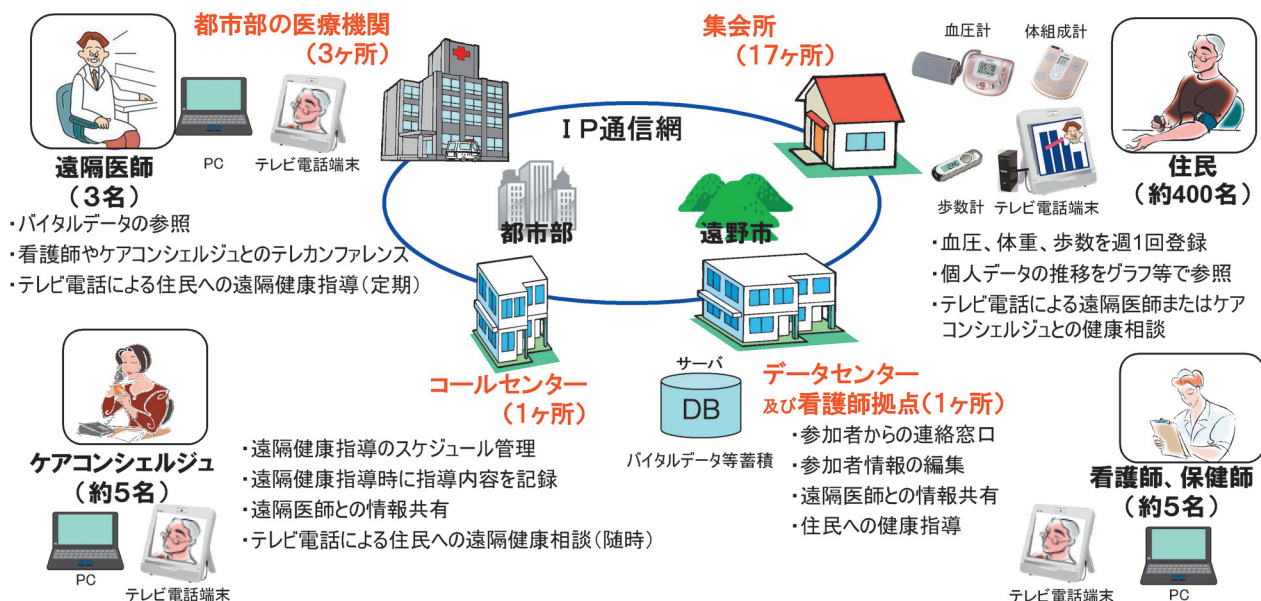 都市部の医療機関
(3ヶ所)
PC
テレビ電話端末
遠隔医師
(3名)
・バイタルデータの参照
・看護師やケアコンシェルジュとのテレカンファレンス
・テレビ電話による住民への遠隔健康指導(定期)
集会所
(17ヶ所)
IP通信網
都市部
遠野市
血圧計
体組成計
歩数計
テレビ電話端末
住民
(約400名)
・血圧、体重、歩数を週1回登録
・個人データの推移をグラフ等で参照
・テレビ電話による遠隔医師またはケア
コンシェルジュとの健康相談
コールセンター
(1ヶ所)
ケアコンシェルジュ
(約5名)
PC
テレビ電話端末
・遠隔健康指導のスケジュール管理
・遠隔健康指導時に指導内容を記録
・遠隔医師との情報共有
・テレビ電話による住民への遠隔健康相談(随時)
サーバ
DB
バイタルデータ等蓄積
データセンター
及び看護師拠点(1ヶ所)
・参加者からの連絡窓口
・参加者情報の編集
・遠隔医師との情報共有
・住民への健康指導
看護師、保健師
(約5名)
テレビ電話端末
PC